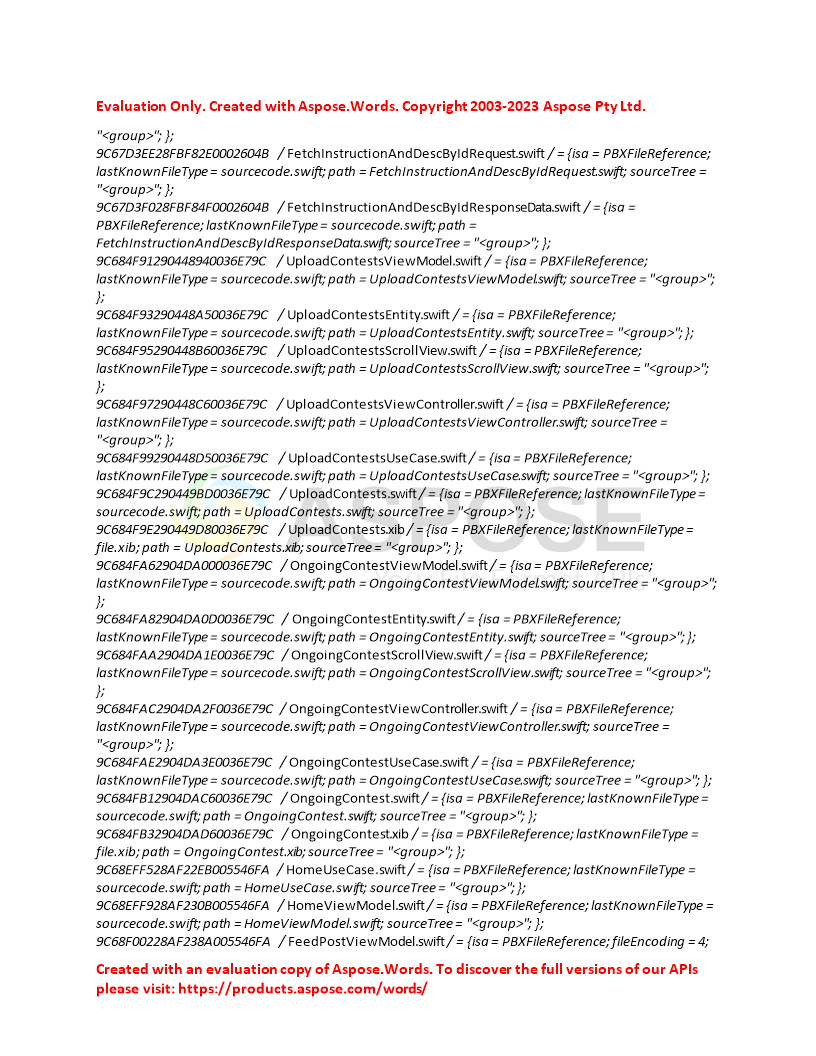 Evaluation Only. Created with Aspose.Words. Copyright 2003-2023 Aspose Pty Ltd.
"<group>"; };
9C67D3EE28FBF82E0002604B / FetchInstructionAndDescByIdRequest.swift / = {isa = PBXFileReference;
lastKnownFileType = sourcecode.swift; path = FetchInstructionAndDescByIdRequest.swift; sourceTree =
"<group>"; };
9C67D3F028FBF84F0002604B / FetchInstructionAndDescByIdResponseData.swift / = {isa =
PBXFileReference; lastKnownFileType = sourcecode.swift; path =
FetchInstructionAndDescByIdResponseData.swift; sourceTree = "<group>"; };
9C684F91290448940036E79C / UploadContestsViewModel.swift / = {isa = PBXFileReference;
lastKnownFileType = sourcecode.swift; path = UploadContestsViewModel.swift; sourceTree = "<group>";
};
9C684F93290448A50036E79C / UploadContestsEntity.swift / = {isa = PBXFileReference;
lastKnownFileType = sourcecode.swift; path = UploadContestsEntity.swift; sourceTree = "<group>"; };
9C684F95290448B60036E79C / UploadContestsScrollView.swift / = {isa = PBXFileReference;
lastKnownFileType = sourcecode.swift; path = UploadContestsScrollView.swift; sourceTree = "<group>";
};
9C684F97290448C60036E79C / UploadContestsViewController.swift / = {isa = PBXFileReference;
lastKnownFileType = sourcecode.swift; path = UploadContestsViewController.swift; sourceTree =
"<group>"; };
9C684F99290448D50036E79C / UploadContestsUseCase.swift / = {isa = PBXFileReference;
lastKnownFileType = sourcecode.swift; path = UploadContestsUseCase.swift; sourceTree = "<group>"; };
9C684F9C290449BD0036E79C / UploadContests.swift / = {isa = PBXFileReference; lastKnownFileType =
sourcecode.swift; path = UploadContests.swift; sourceTree = "<group>"; };
9C684F9E290449D80036E79C / UploadContests.xib / = {isa = PBXFileReference; lastKnownFileType =
file.xib; path = UploadContests.xib; sourceTree = "<group>"; };
9C684FA62904DA000036E79C / OngoingContestViewModel.swift / = {isa = PBXFileReference;
lastKnownFileType = sourcecode.swift; path = OngoingContestViewModel.swift; sourceTree = "<group>";
};
9C684FA82904DA0D0036E79C / OngoingContestEntity.swift / = {isa = PBXFileReference;
lastKnownFileType = sourcecode.swift; path = OngoingContestEntity.swift; sourceTree = "<group>"; };
9C684FAA2904DA1E0036E79C / OngoingContestScrollView.swift / = {isa = PBXFileReference;
lastKnownFileType = sourcecode.swift; path = OngoingContestScrollView.swift; sourceTree = "<group>";
};
9C684FAC2904DA2F0036E79C / OngoingContestViewController.swift / = {isa = PBXFileReference;
lastKnownFileType = sourcecode.swift; path = OngoingContestViewController.swift; sourceTree =
"<group>"; };
9C684FAE2904DA3E0036E79C / OngoingContestUseCase.swift / = {isa = PBXFileReference;
lastKnownFileType = sourcecode.swift; path = OngoingContestUseCase.swift; sourceTree = "<group>"; };
9C684FB12904DAC60036E79C / OngoingContest.swift / = {isa = PBXFileReference; lastKnownFileType =
sourcecode.swift; path = OngoingContest.swift; sourceTree = "<group>"; };
9C684FB32904DAD60036E79C / OngoingContest.xib / = {isa = PBXFileReference; lastKnownFileType =
file.xib; path = OngoingContest.xib; sourceTree = "<group>"; };
9C68EFF528AF22EB005546FA / HomeUseCase.swift / = {isa = PBXFileReference; lastKnownFileType =
sourcecode.swift; path = HomeUseCase.swift; sourceTree = "<group>"; };
9C68EFF928AF230B005546FA / HomeViewModel.swift / = {isa = PBXFileReference; lastKnownFileType =
sourcecode.swift; path = HomeViewModel.swift; sourceTree = "<group>"; };
9C68F00228AF238A005546FA / FeedPostViewModel.swift / = {isa = PBXFileReference; fileEncoding = 4;
Created with an evaluation copy of Aspose.Words. To discover the full versions of our APIs
please visit: https://products.aspose.com/words/
ASPOSE